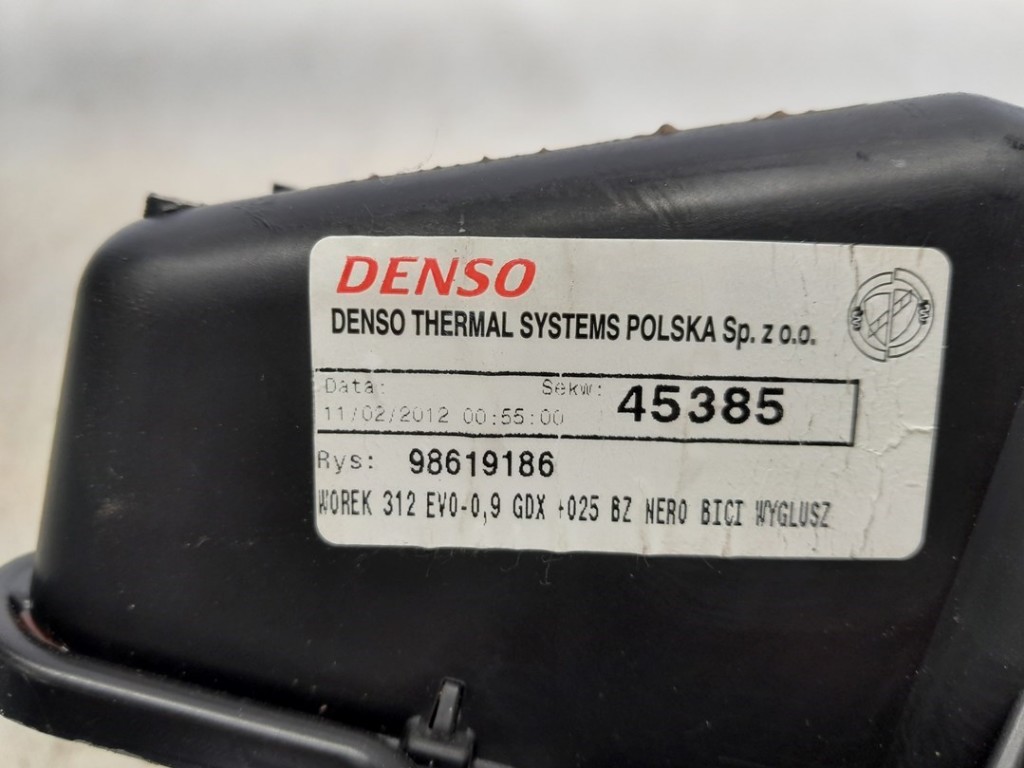 DENSO
DENSO THERMAL SYSTEMS POLSKA Sp. z o.o.
Data: Sekw: 45385
11/02/2012 00:55:00
Rys: 98619186
WOREK 312 EVO-0,9 GDX +025 BZ NERO BICI WYGLUSZ